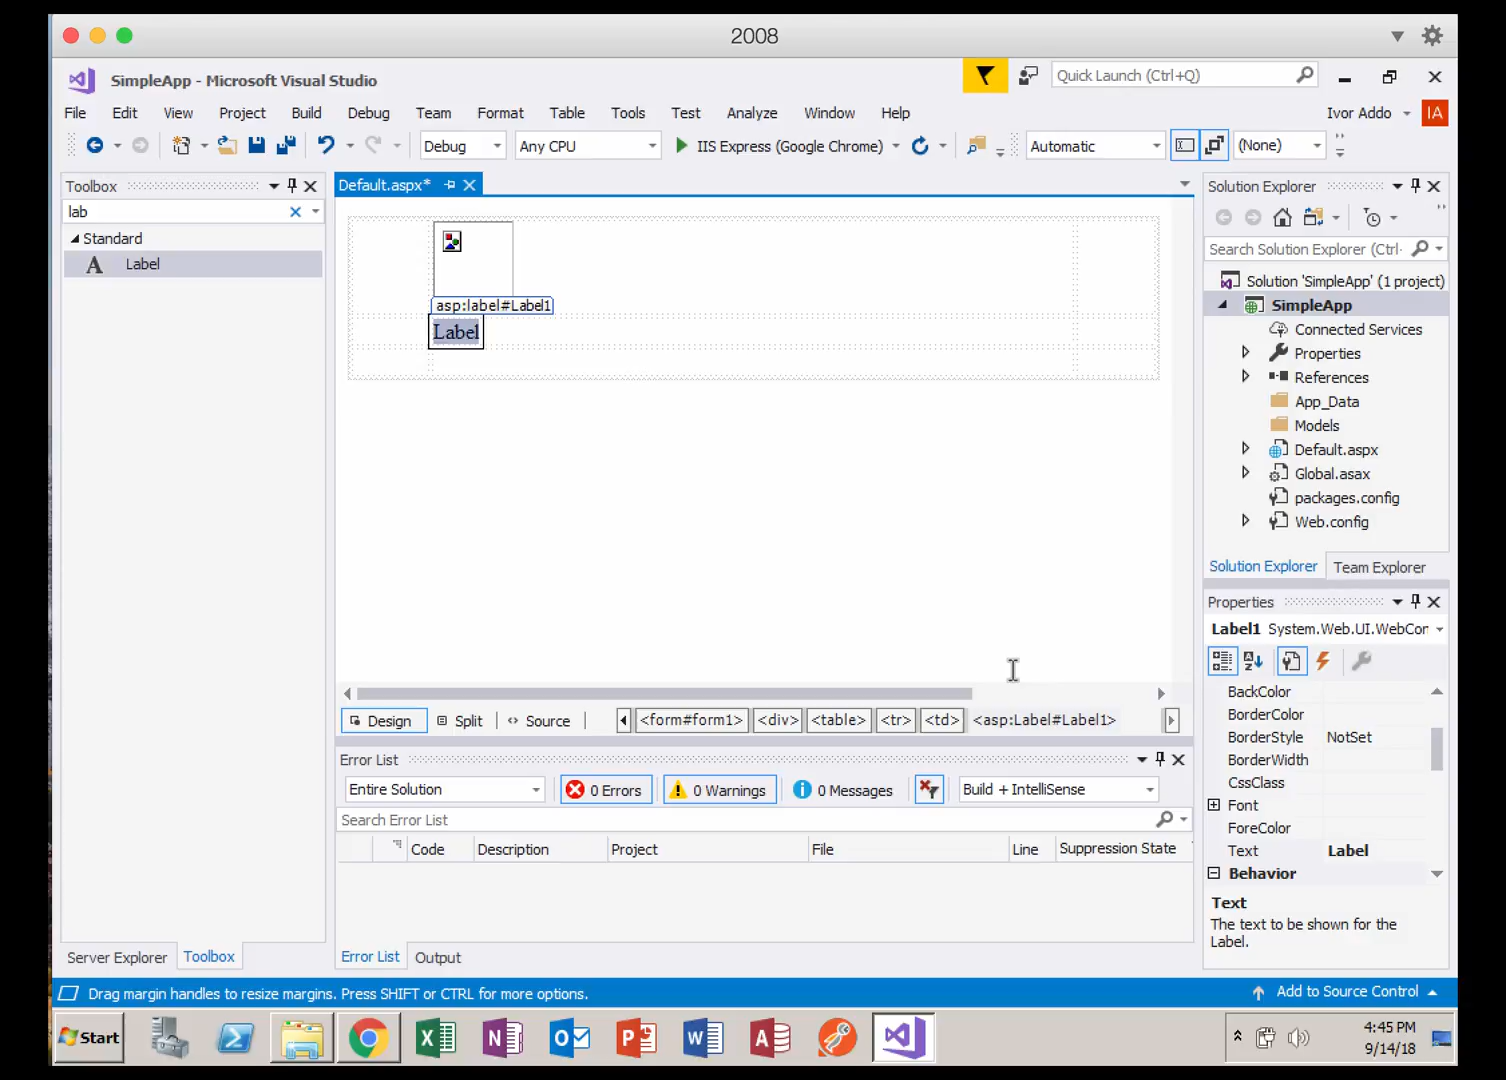 2008
SimpleApp - Microsoft Visual Studio
Quick Launch (Ctrl+Q)
File Edit View Project Build Debug Team Format Table Tools Test Analyze Window Help
Ivor Addo IA
Debug Any CPU IIS Express (Google Chrome) Automatic (None)
Toolbox
lab
Standard
A Label
Default.aspx*
asp:label#Label1
Label
Design Split Source <form#form1> <div> <table> <tr> <td> <asp:Label#Label1>
Error List
Entire Solution 0 Errors 0 Warnings 0 Messages Build + IntelliSense
Search Error List
Code Description Project File Line Suppression State
Server Explorer Toolbox
Error List Output
Solution Explorer
Search Solution Explorer (Ctrl-
Solution 'SimpleApp' (1 project)
SimpleApp
Connected Services
Properties
References
App_Data
Models
Default.aspx
Global.asax
packages.config
Web.config
Solution Explorer Team Explorer
Properties
Label1 System.Web.UI.WebCor
BackColor
BorderColor
BorderStyle NotSet
BorderWidth
CssClass
Font
ForeColor
Text Label
Behavior
Text
The text to be shown for the
Label.
Drag margin handles to resize margins. Press SHIFT or CTRL for more options.
Add to Source Control
Start
4:45 PM
9/14/18